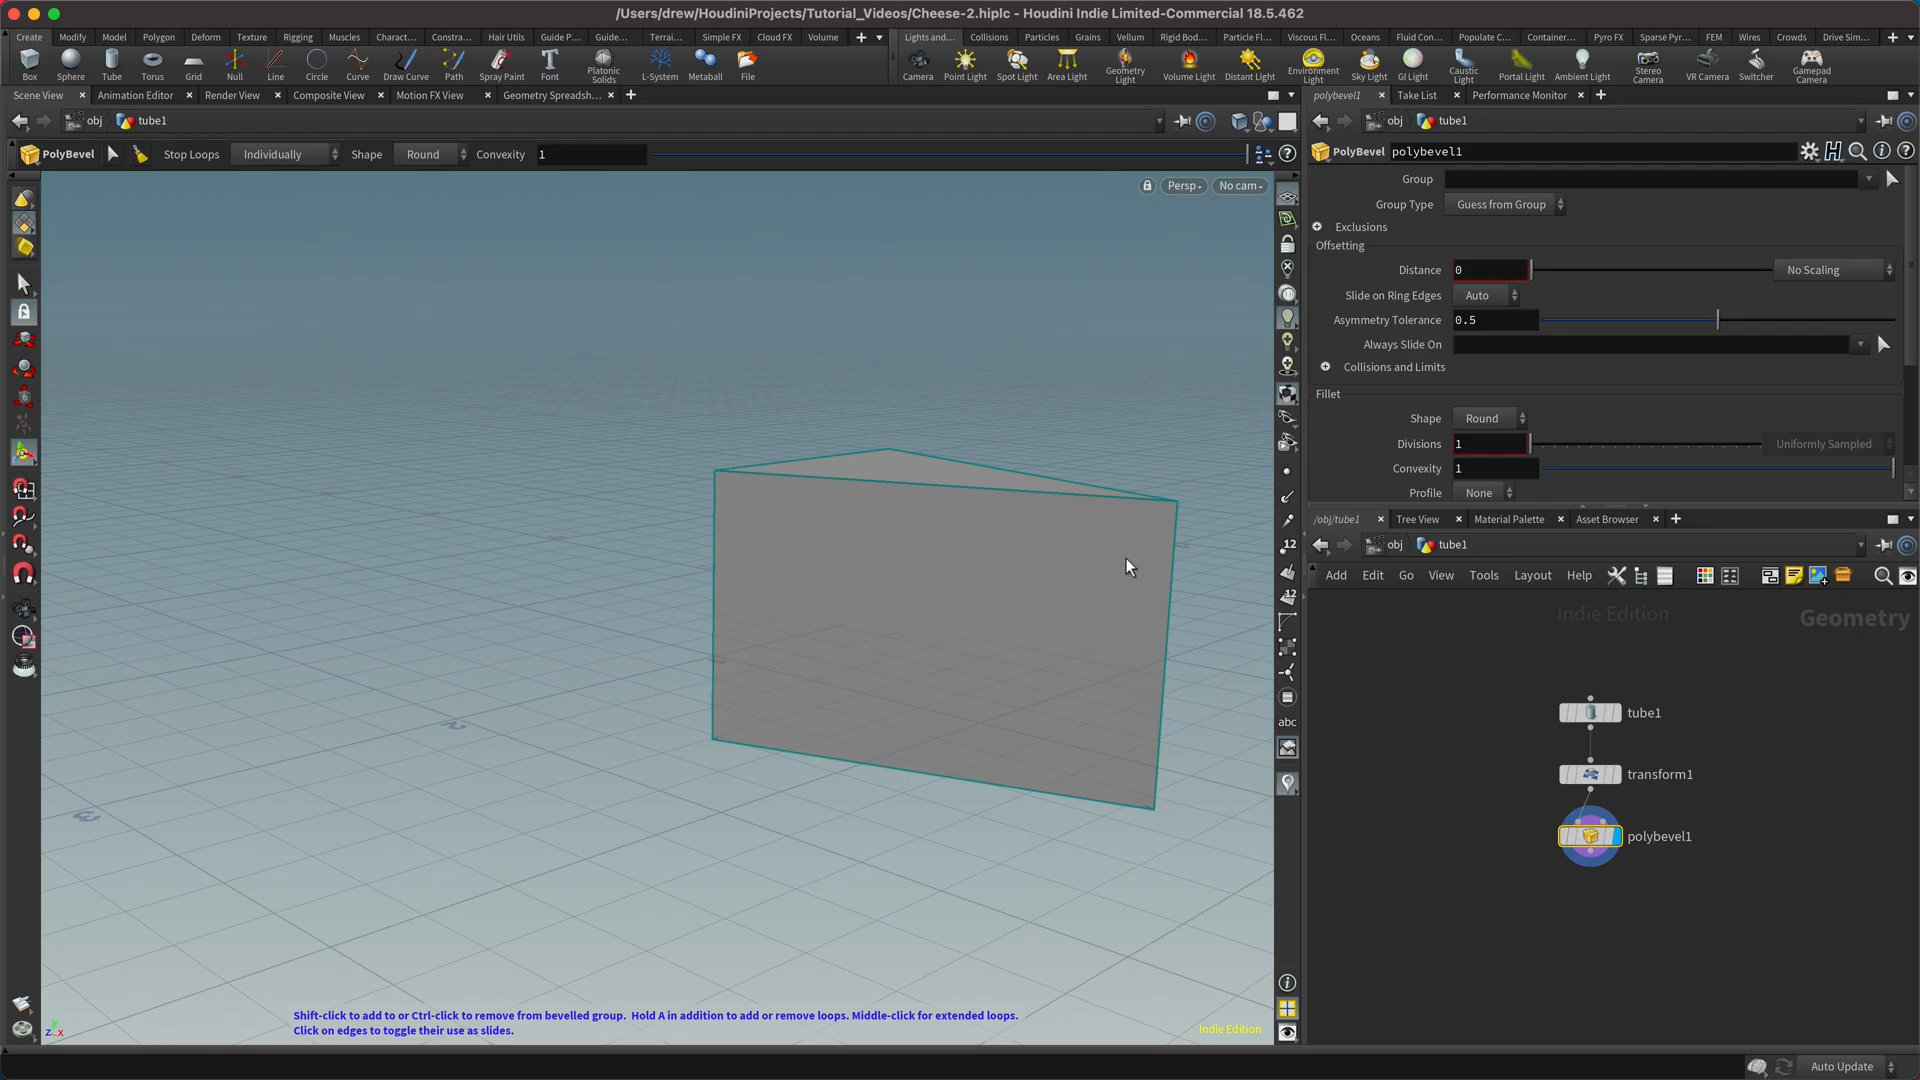 /Users/drew/HoudiniProjects/Tutorial_Videos/Cheese-2.hiplc - Houdini Indie Limited-Commercial 18.5.462
Create Modify Model Polygon Deform Texture Rigging Muscles Charact... Constra... Hair Utils Guide P... Guide... Terrai... Simple FX Cloud FX Volume
Lights and... Collisions Particles Grains Vellum Rigid Bod... Particle Fl... Viscous Fl... Oceans Fluid Con... Populate C... Container... Pyro FX Sparse Pyr... FEM Wires Crowds Drive Sim...
Box Sphere Tube Torus Grid Null Line Circle Curve Draw Curve Path Spray Paint Font Platonic Solids L-System Metaball File
Camera Point Light Spot Light Area Light Geometry Light Volume Light Distant Light Environment Light Sky Light GI Light Caustic Light Portal Light Ambient Light Stereo Camera VR Camera Switcher Gamepad Camera
Scene View Animation Editor Render View Composite View Motion FX View Geometry Spreadsh...
obj tube1
PolyBevel Stop Loops Individually Shape Round Convexity 1
Persp No cam
2
3
12
12
abc
Shift-click to add to or Ctrl-click to remove from bevelled group. Hold A in addition to add or remove loops. Middle-click for extended loops.
Click on edges to toggle their use as slides.
Indie Edition
z y x
polybevel1 Take List Performance Monitor
obj tube1
PolyBevel polybevel1
Group
Group Type Guess from Group
Exclusions
Offsetting
Distance 0 No Scaling
Slide on Ring Edges Auto
Asymmetry Tolerance 0.5
Always Slide On
Collisions and Limits
Fillet
Shape Round
Divisions 1 Uniformly Sampled
Convexity 1
Profile None
/obj/tube1 Tree View Material Palette Asset Browser
obj tube1
Add Edit Go View Tools Layout Help
Indie Edition
Geometry
tube1
transform1
polybevel1
Auto Update